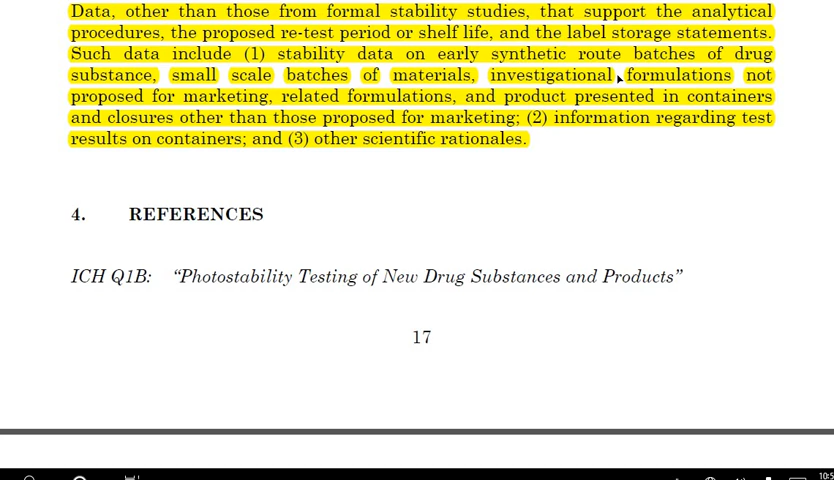 Data, other than those from formal stability studies, that support the analytical
procedures, the proposed re-test period or shelf life, and the label storage statements.
Such data include (1) stability data on early synthetic route batches of drug
substance, small scale batches of materials, investigational formulations not
proposed for marketing, related formulations, and product presented in containers
and closures other than those proposed for marketing; (2) information regarding test
results on containers; and (3) other scientific rationales.
4. REFERENCES
ICH Q1B: “Photostability Testing of New Drug Substances and Products”
17